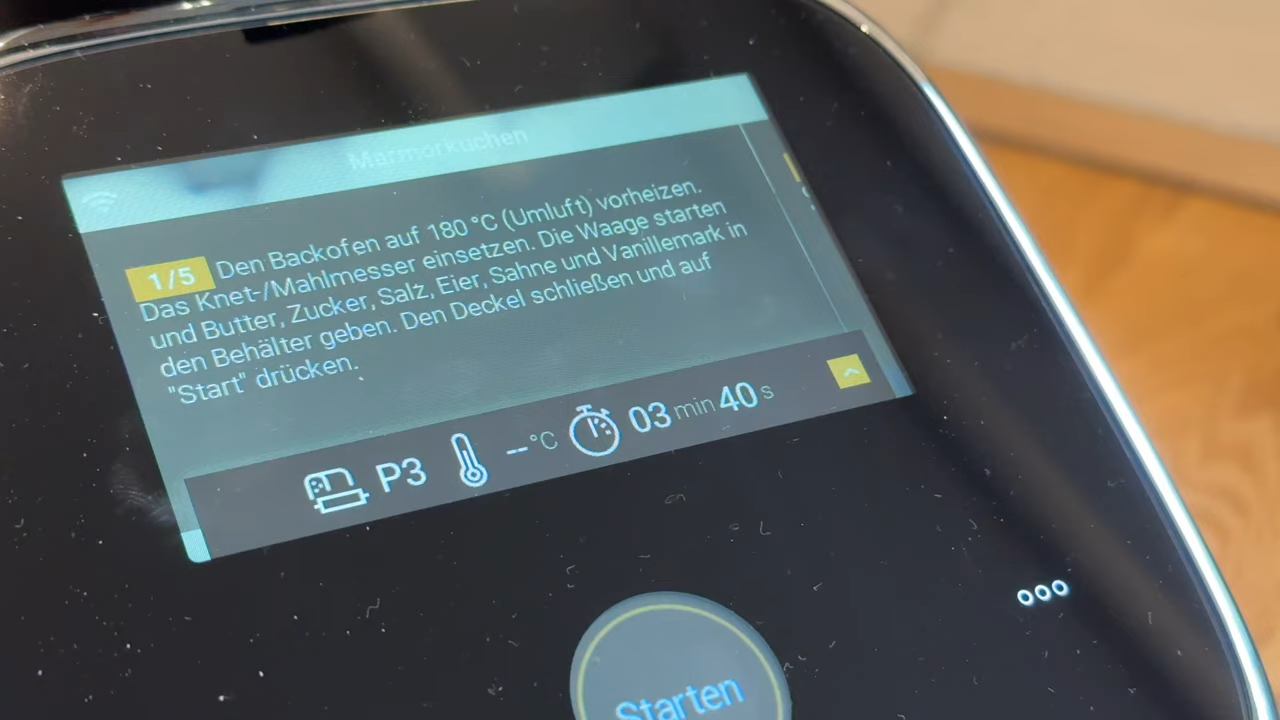 Marmorkuchen
1/5 Den Backofen auf 180 °C (Umluft) vorheizen.
Das Knet-/Mahlmesser einsetzen. Die Waage starten
und Butter, Zucker, Salz, Eier, Sahne und Vanillemark in
den Behälter geben. Den Deckel schließen und auf
"Start" drücken.
P3 --°C 03 min 40 s
Starten